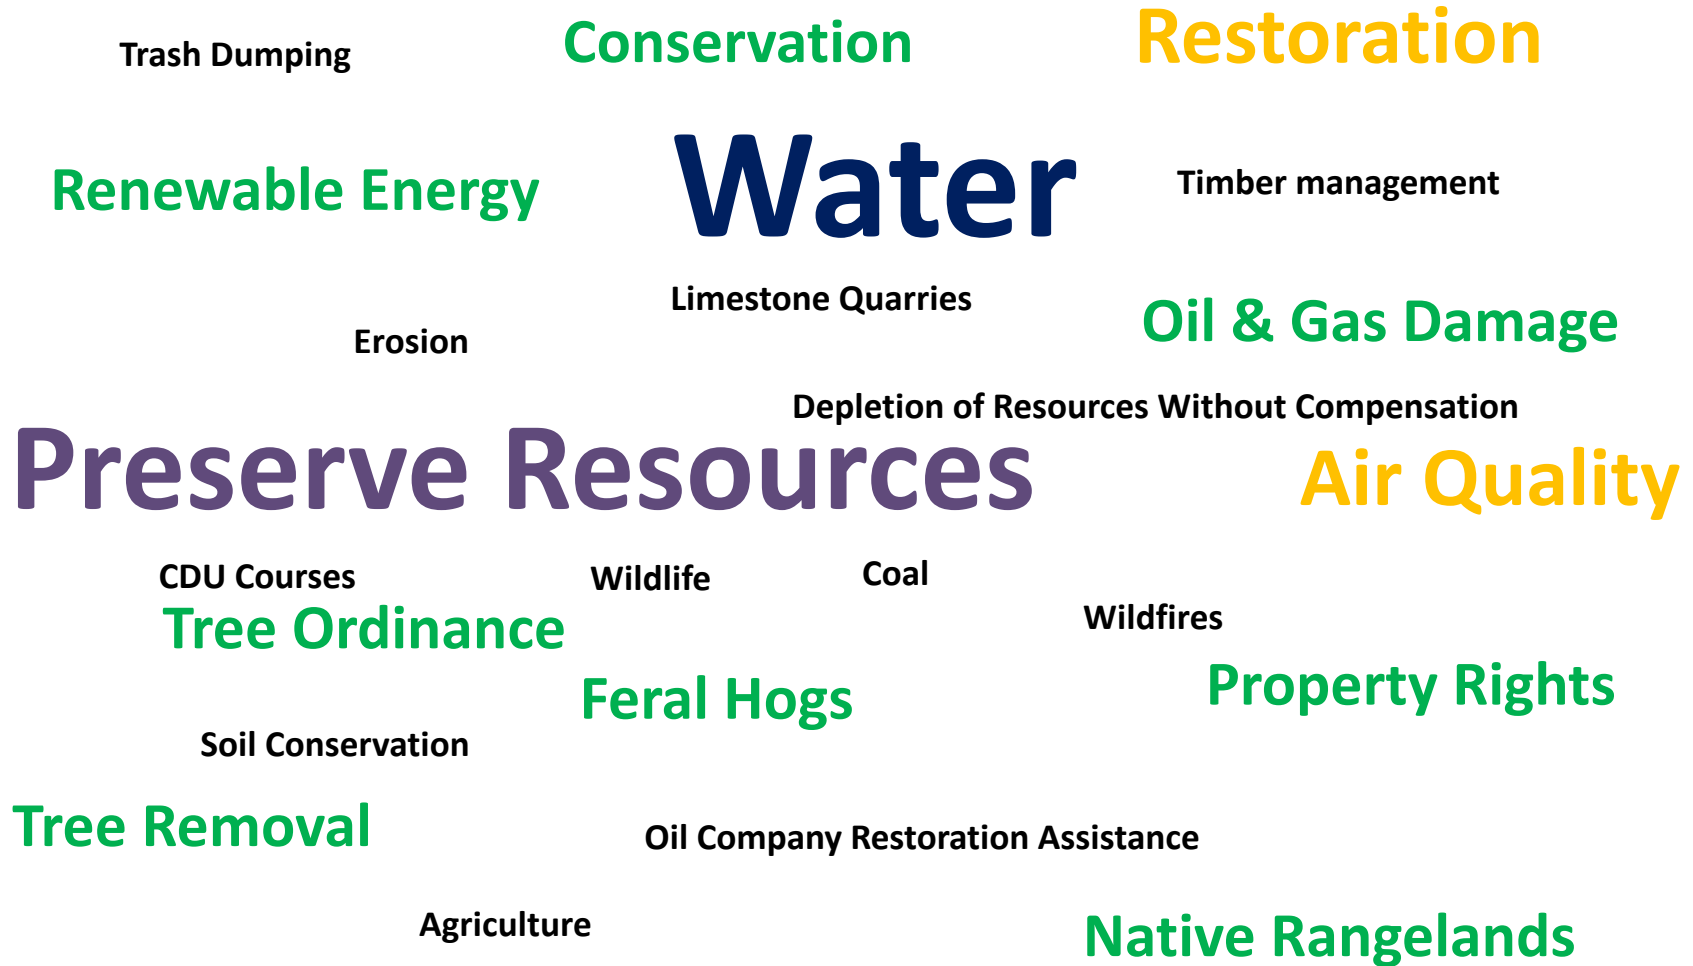 Trash Dumping
Conservation
Restoration
Renewable Energy
Water
Timber management
Limestone Quarries
Oil & Gas Damage
Erosion
Depletion of Resources Without Compensation
Preserve Resources
Air Quality
CDU Courses
Wildlife
Coal
Tree Ordinance
Wildfires
Feral Hogs
Property Rights
Soil Conservation
Tree Removal
Oil Company Restoration Assistance
Agriculture
Native Rangelands